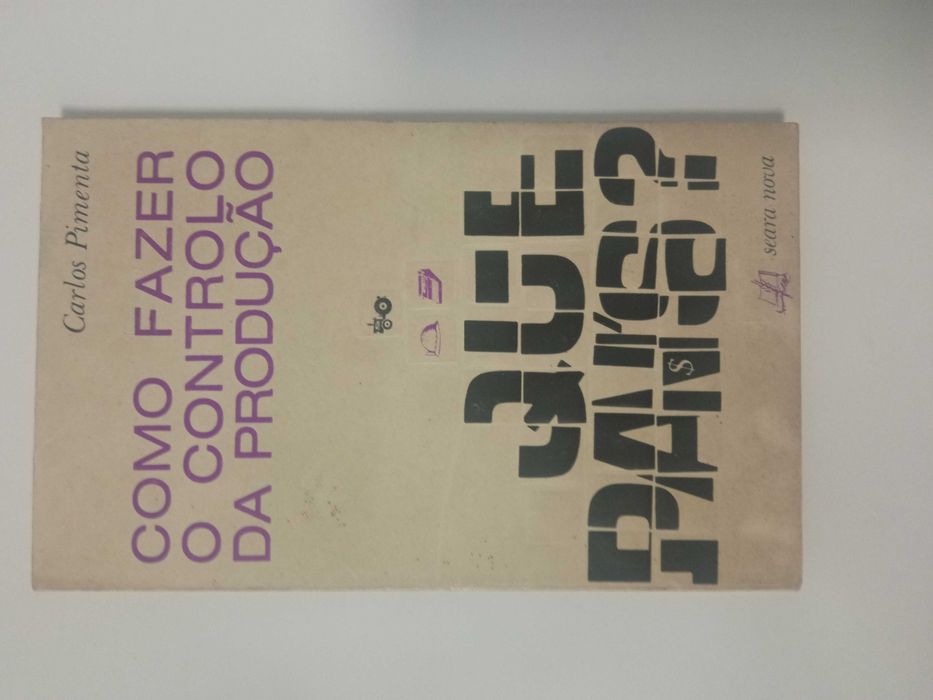 Carlos Pimenta
COMO FAZER
O CONTROLO
DA PRODUÇÃO
QUE
PAÍS?
$
seara nova